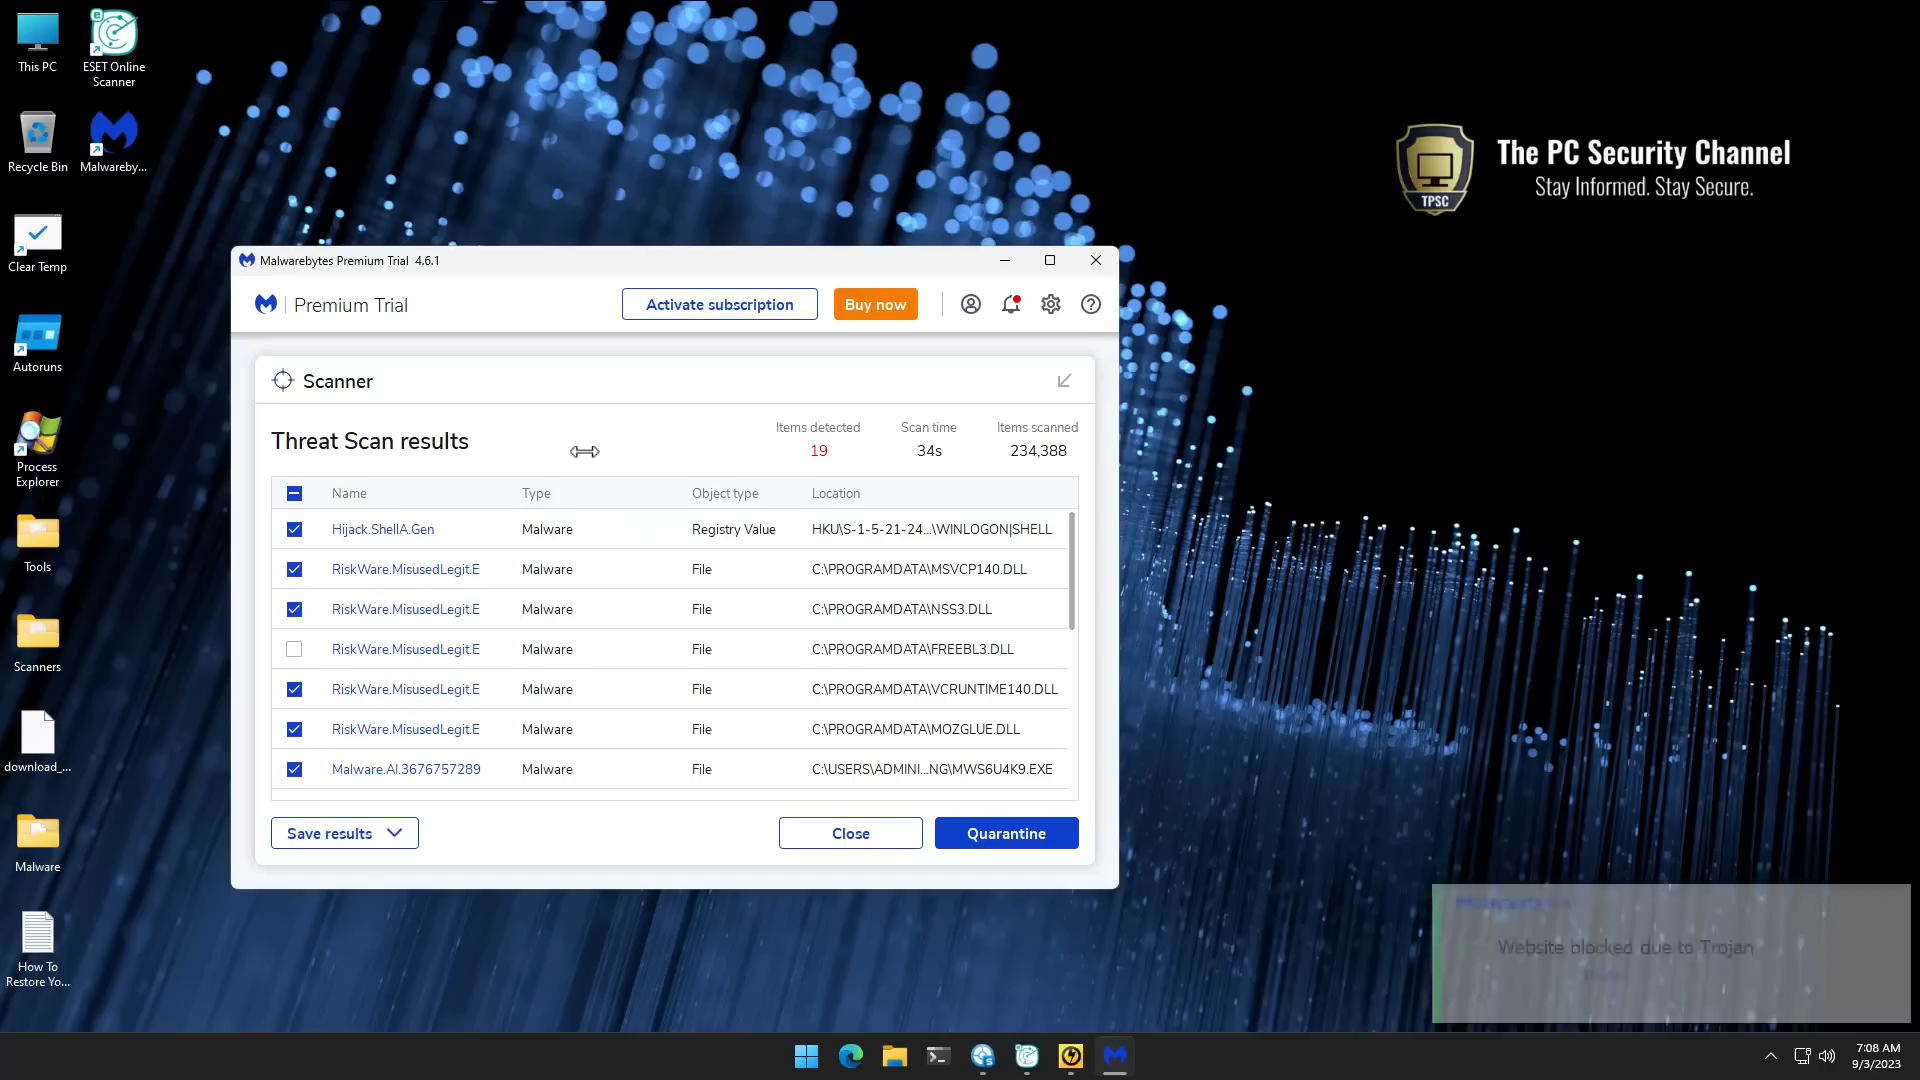 This PC
ESET Online
Scanner
Recycle Bin
Malwareby...
Clear Temp
Autoruns
Process
Explorer
Tools
Scanners
download_...
Malware
How To
Restore Yo...
TPSC
The PC Security Channel
Stay Informed. Stay Secure.
Malwarebytes Premium Trial 4.6.1
Premium Trial
Activate subscription
Buy now
Scanner
Threat Scan results
Items detected
19
Scan time
34s
Items scanned
234,388
Name Type Object type Location
Hijack.ShellA.Gen Malware Registry Value HKU\S-1-5-21-24...\WINLOGON|SHELL
RiskWare.MisusedLegit.E Malware File C:\PROGRAMDATA\MSVCP140.DLL
RiskWare.MisusedLegit.E Malware File C:\PROGRAMDATA\NSS3.DLL
RiskWare.MisusedLegit.E Malware File C:\PROGRAMDATA\FREEBL3.DLL
RiskWare.MisusedLegit.E Malware File C:\PROGRAMDATA\VCRUNTIME140.DLL
RiskWare.MisusedLegit.E Malware File C:\PROGRAMDATA\MOZGLUE.DLL
Malware.AI.3676757289 Malware File C:\USERS\ADMINI...NG\MWS6U4K9.EXE
Save results
Close
Quarantine
Website blocked due to Trojan
7:08 AM
9/3/2023